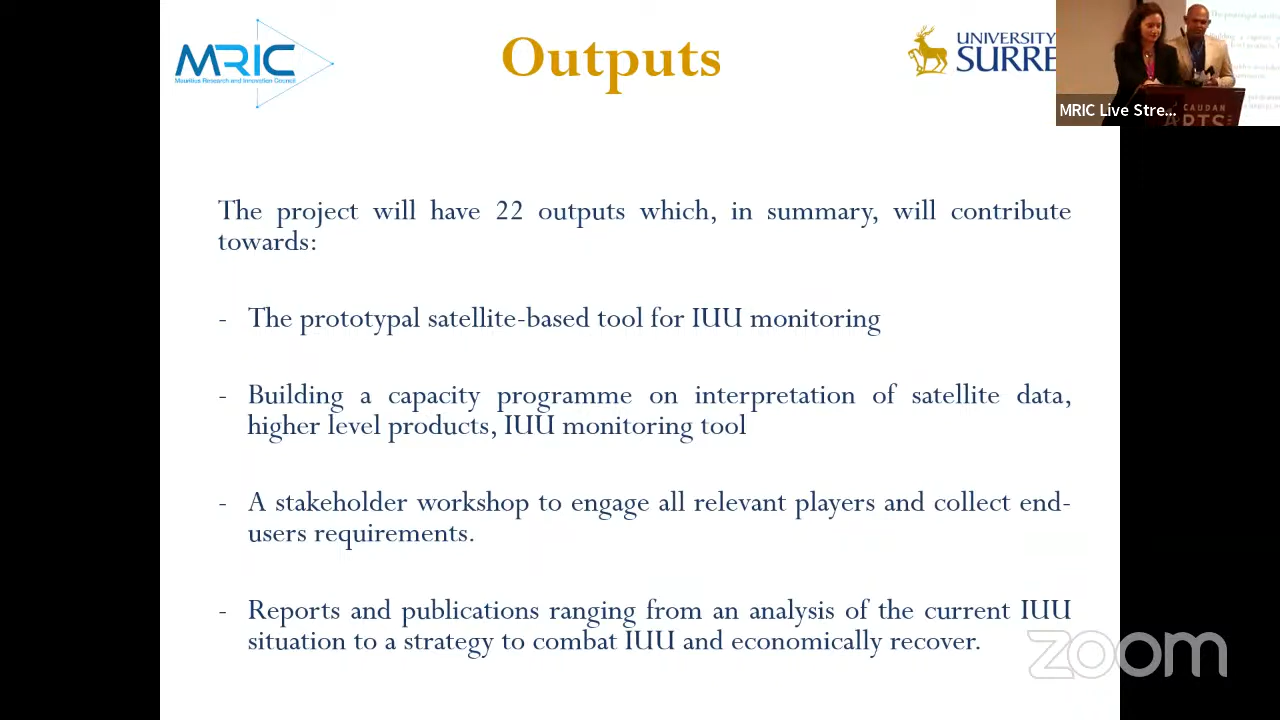 MRIC
Mauritius Research and Innovation Council
Outputs
UNIVERSITY
SURRE
MRIC Live Stre...
CAUDAN
ARTS
The project will have 22 outputs which, in summary, will contribute
towards:
- The prototypal satellite-based tool for IUU monitoring
- Building a capacity programme on interpretation of satellite data,
higher level products, IUU monitoring tool
- A stakeholder workshop to engage all relevant players and collect end-
users requirements.
- Reports and publications ranging from an analysis of the current IUU
situation to a strategy to combat IUU and economically recover.
zoom